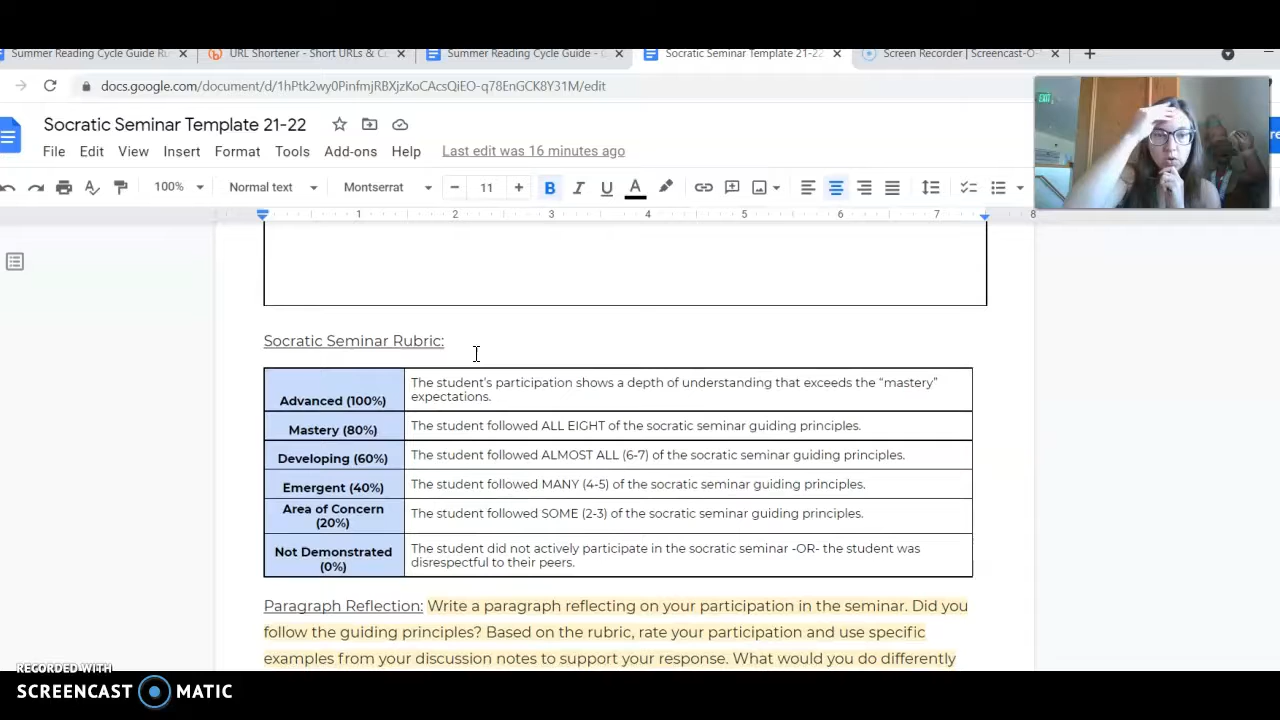 Summer Reading Cycle Guide Ru
URL Shortener - Short URLs & C
Summer Reading Cycle Guide -
Socratic Seminar Template 21-22
Screen Recorder | Screencast-O-
docs.google.com/document/d/1hPtk2wy0PinfmjRBXJzKoCAcsQiEO-q78EnGCK8Y31M/edit
EXIT
Socratic Seminar Template 21-22
File Edit View Insert Format Tools Add-ons Help Last edit was 16 minutes ago
100% Normal text Montserrat 11
1 2 3 4 5 6 7 8
Socratic Seminar Rubric:
Advanced (100%)
The student's participation shows a depth of understanding that exceeds the “mastery”
expectations.
Mastery (80%)
The student followed ALL EIGHT of the socratic seminar guiding principles.
Developing (60%)
The student followed ALMOST ALL (6-7) of the socratic seminar guiding principles.
Emergent (40%)
The student followed MANY (4-5) of the socratic seminar guiding principles.
Area of Concern
(20%)
The student followed SOME (2-3) of the socratic seminar guiding principles.
Not Demonstrated
(0%)
The student did not actively participate in the socratic seminar -OR- the student was
disrespectful to their peers.
Paragraph Reflection: Write a paragraph reflecting on your participation in the seminar. Did you
follow the guiding principles? Based on the rubric, rate your participation and use specific
examples from your discussion notes to support your response. What would you do differently
RECORDED WITH
SCREENCAST MATIC